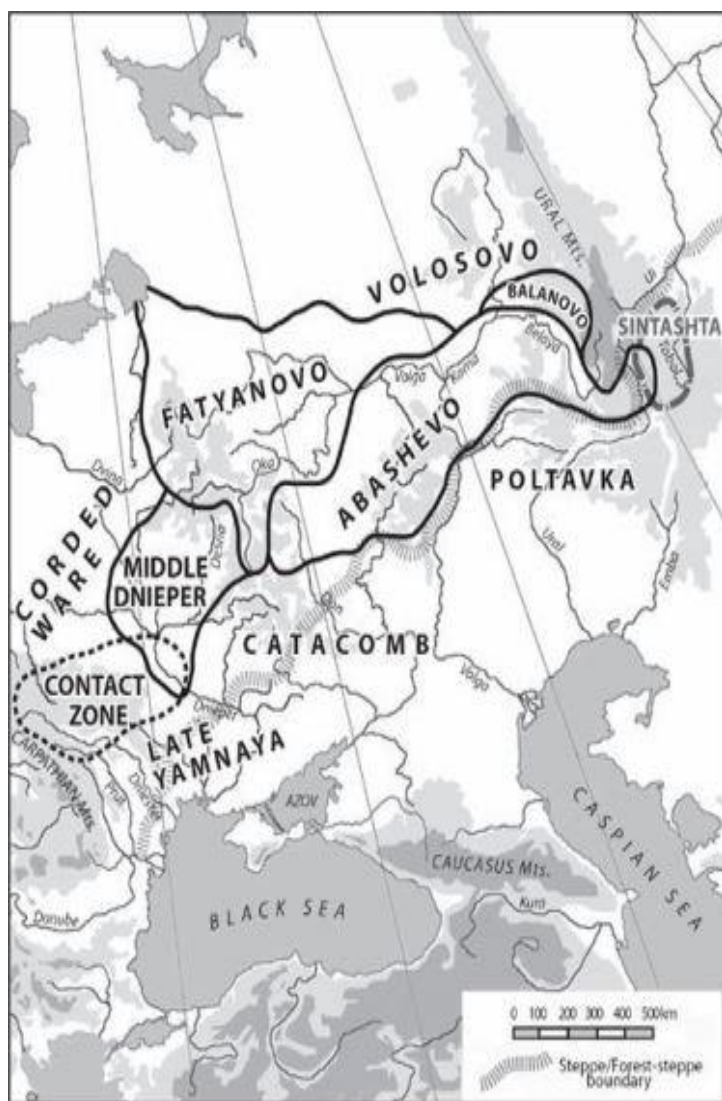 URAL Mts.
VOLOSOVO
BALANOVO
Ui
SINTASHTA
Tobol
Belaya
FATYANOVO
Volga
Kama
ABASHEVO
Oka
Dvina
POLTAVKA
CORDED
WARE
Desna
MIDDLE
DNIEPER
Ural
Emba
CATACOMB
CONTACT
ZONE
Volga
Dnieper
LATE
YAMNAYA
CARPATHIAN Mts.
Prut
Dniester
AZOV
CASPIAN SEA
CAUCASUS Mts.
BLACK SEA
Kura
Danube
0 100 200 300 400 500km
Steppe/Forest-steppe
boundary